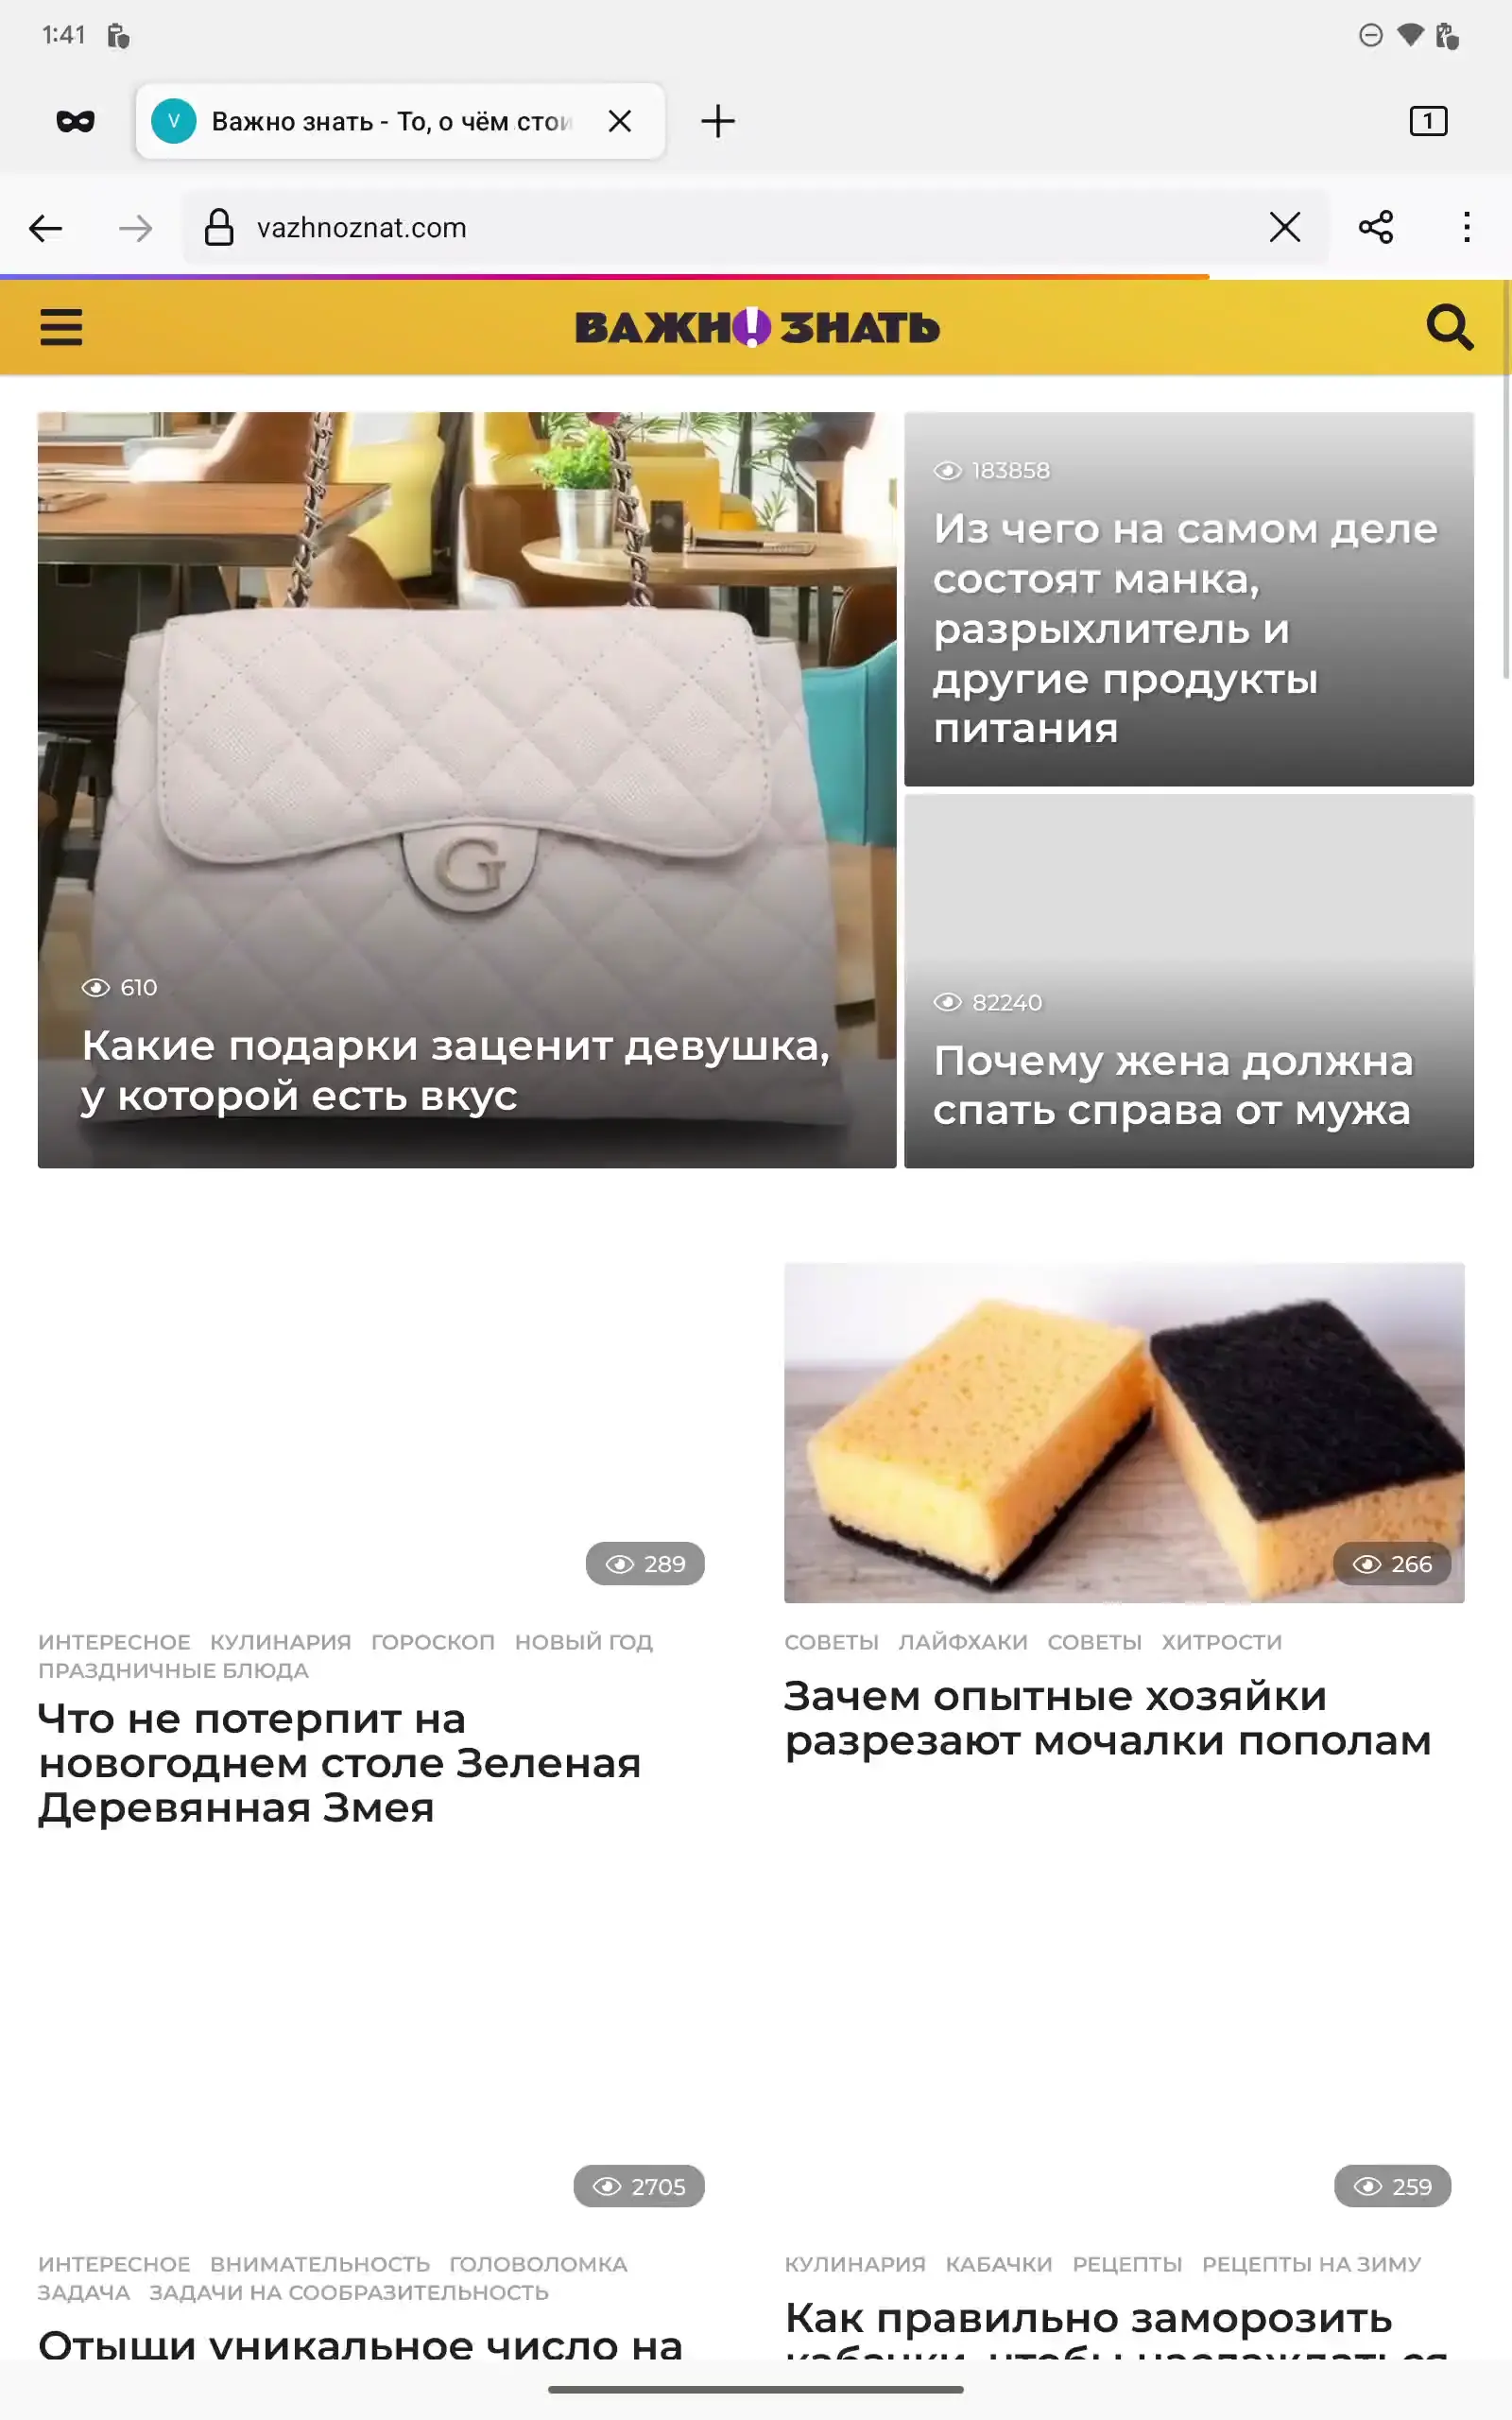 1:41
V Важно знать - То, о чём стои
1
vazhnoznat.com
ВАЖН!ЗНАТЬ
610
Какие подарки заценит девушка,
у которой есть вкус
183858
Из чего на самом деле
состоят манка,
разрыхлитель и
другие продукты
питания
82240
Почему жена должна
спать справа от мужа
G
289
ИНТЕРЕСНОЕ КУЛИНАРИЯ ГОРОСКОП НОВЫЙ ГОД
ПРАЗДНИЧНЫЕ БЛЮДА
Что не потерпит на
новогоднем столе Зеленая
Деревянная Змея
266
СОВЕТЫ ЛАЙФХАКИ СОВЕТЫ ХИТРОСТИ
Зачем опытные хозяйки
разрезают мочалки пополам
2705
ИНТЕРЕСНОЕ ВНИМАТЕЛЬНОСТЬ ГОЛОВОЛОМКА
ЗАДАЧА ЗАДАЧИ НА СООБРАЗИТЕЛЬНОСТЬ
Отыщи уникальное число на
259
КУЛИНАРИЯ КАБАЧКИ РЕЦЕПТЫ РЕЦЕПТЫ НА ЗИМУ
Как правильно заморозить
кабачки, чтобы наслаждаться